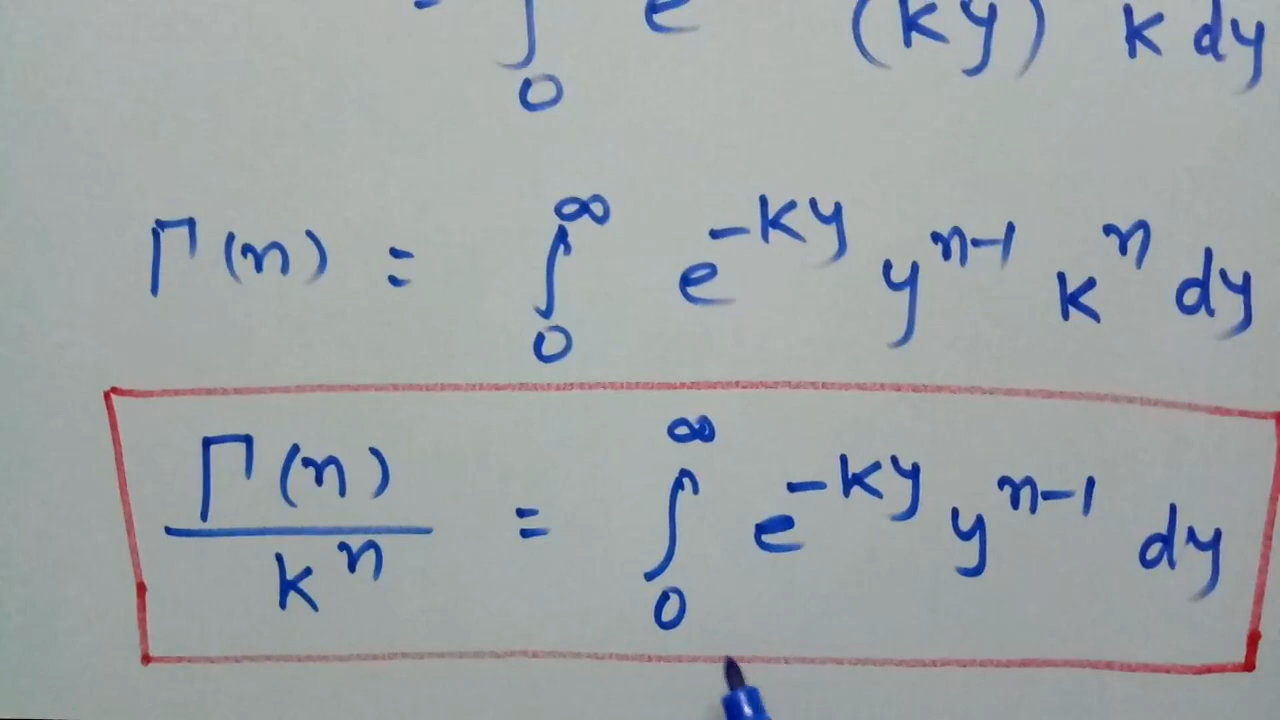 ∫₀ e (ky) k dy
Γ(n) = ∫₀^∞ e^{-ky} y^{n-1} k^n dy
Γ(n)/k^n = ∫₀^∞ e^{-ky} y^{n-1} dy